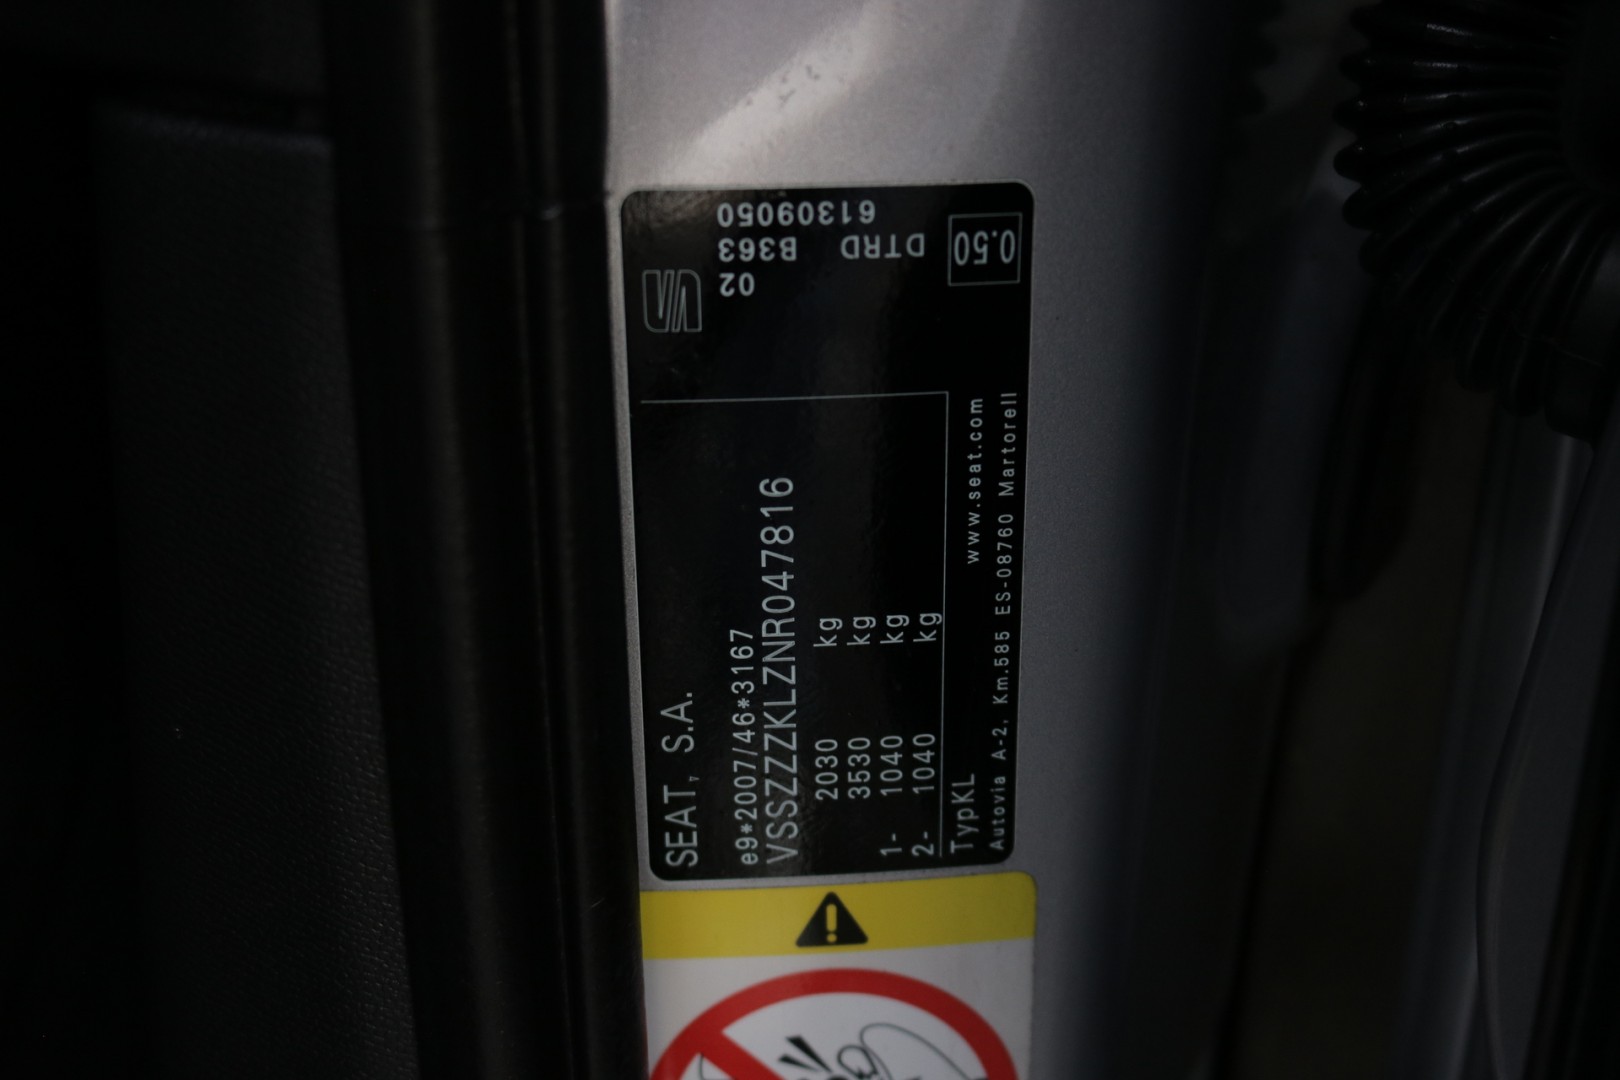 SEAT, S.A.
e9*2007/46*3167
VSSZZZKLZNR047816
2030 kg
3530 kg
1- 1040 kg
2- 1040 kg
TypKL
www.seat.com
Autovia A-2, Km.585 ES-08760 Martorell
61309050
B363 DTRD
02
0.50